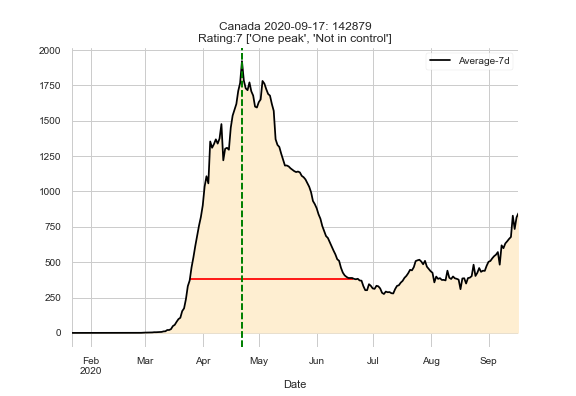 Canada 2020-09-17: 142879
Rating:7 ['One peak', 'Not in control']
Average-7d
2000
1750
1500
1250
1000
750
500
250
0
Feb Mar Apr May Jun Jul Aug Sep
2020
Date